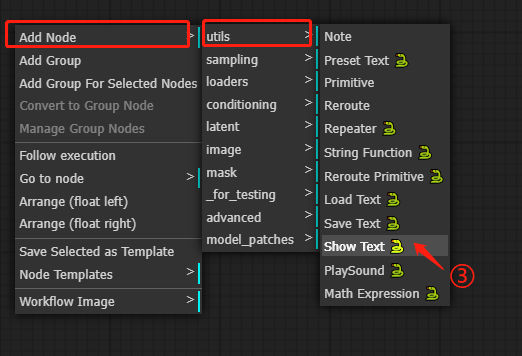 Add Node >
Add Group
Add Group For Selected Nodes
Convert to Group Node
Manage Group Nodes
Follow execution
Go to node >
Arrange (float left)
Arrange (float right)
Save Selected as Template
Node Templates >
Workflow Image >
utils >
sampling >
loaders >
conditioning >
latent >
image >
mask >
_for_testing >
advanced >
model_patches >
Note
Preset Text 🐍
Primitive
Reroute
Repeater 🐍
String Function 🐍
Reroute Primitive 🐍
Load Text 🐍
Save Text 🐍
Show Text 🐍
PlaySound 🐍
Math Expression 🐍
③